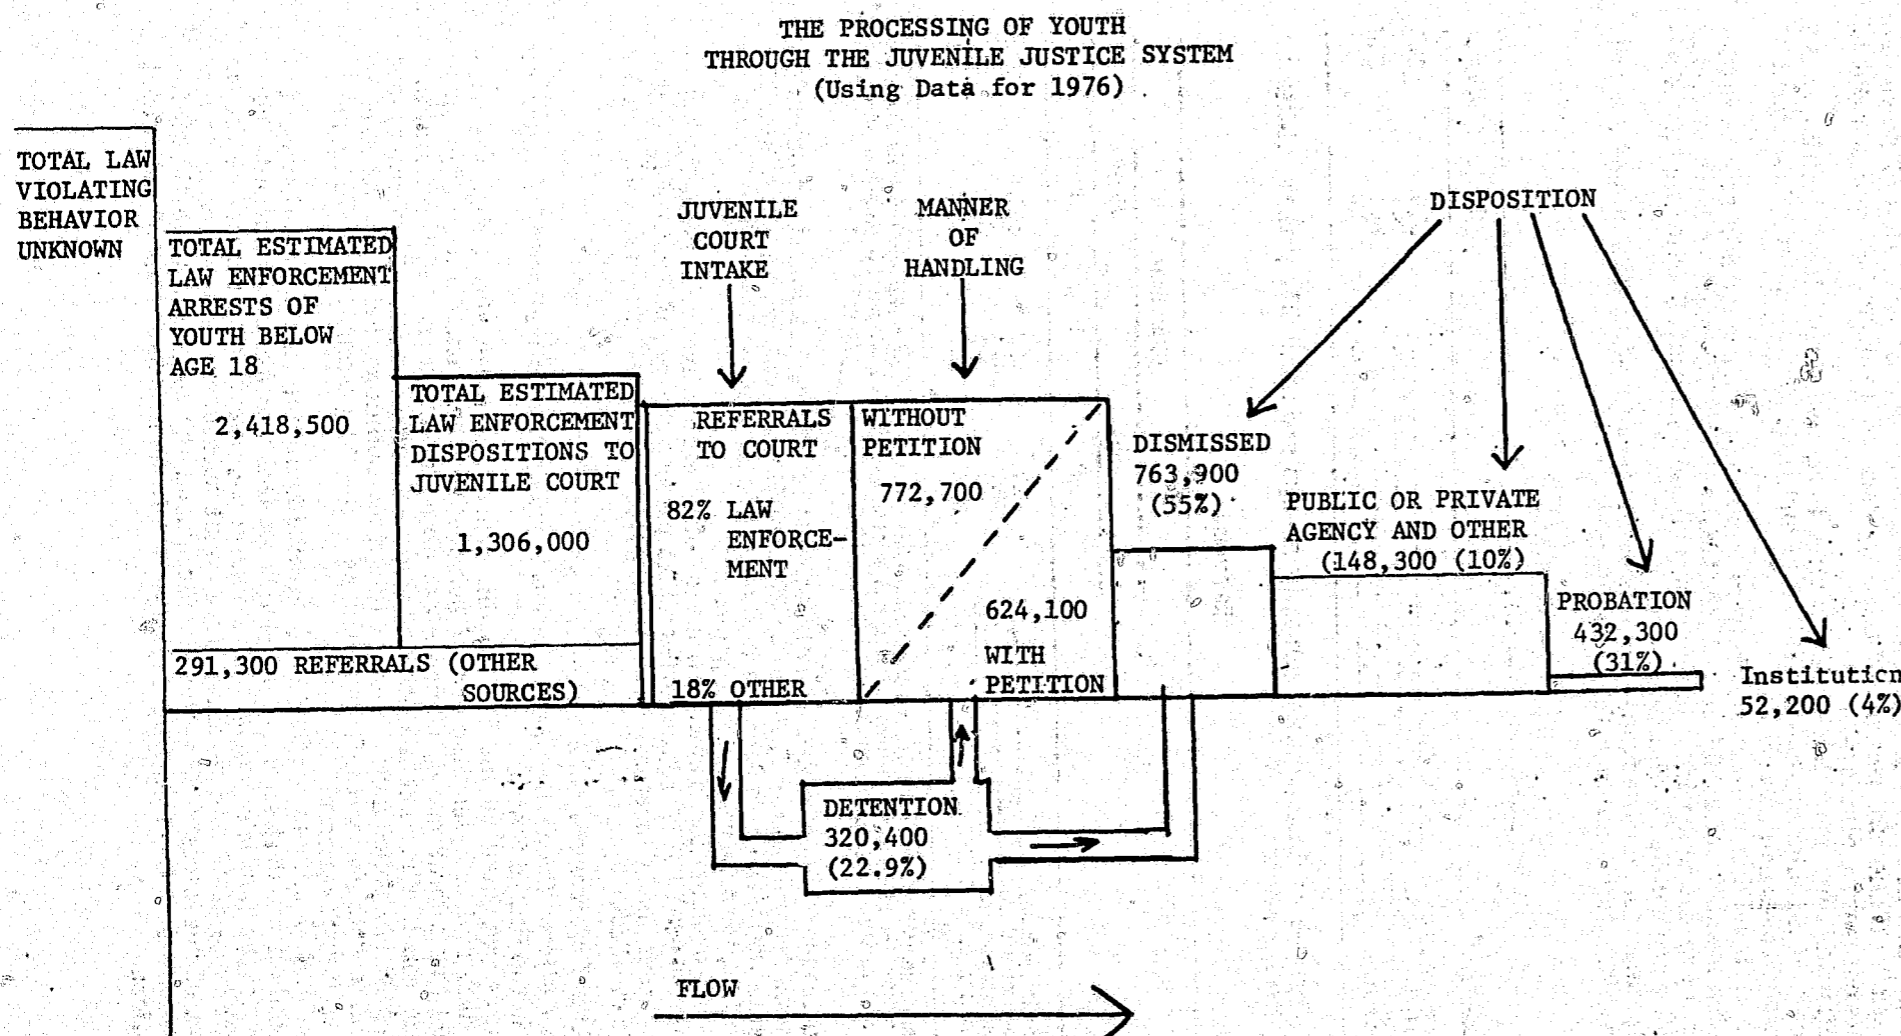 THE PROCESSING OF YOUTH
THROUGH THE JUVENILE JUSTICE SYSTEM
(Using Data for 1976)
TOTAL LAW
VIOLATING
BEHAVIOR
UNKNOWN
TOTAL ESTIMATED
LAW ENFORCEMENT
ARRESTS OF
YOUTH BELOW
AGE 18
2,418,500
TOTAL ESTIMATED
LAW ENFORCEMENT
DISPOSITIONS TO
JUVENILE COURT
1,306,000
291,300 REFERRALS (OTHER
SOURCES)
JUVENILE
COURT
INTAKE
REFERRALS
TO COURT
82% LAW
ENFORCE-
MENT
18% OTHER
MANNER
OF
HANDLING
WITHOUT
PETITION
772,700
624,100
WITH
PETITION
DISPOSITION
DISMISSED
763,900
(55%)
PUBLIC OR PRIVATE
AGENCY AND OTHER
(148,300 (10%)
PROBATION
432,300
(31%)
Institution
52,200 (4%)
DETENTION
320,400
(22.9%)
FLOW